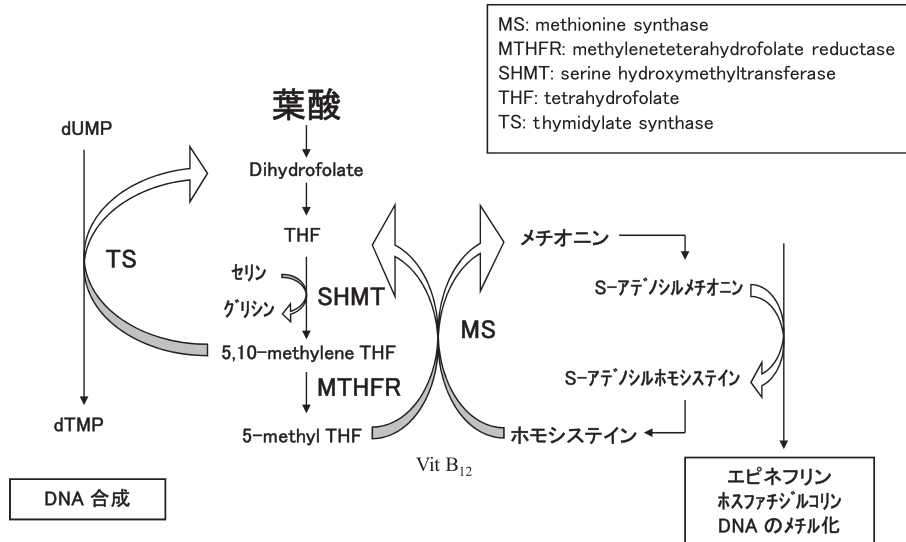 MS: methionine synthase
MTHFR: methyleneteterahydrofolate reductase
SHMT: serine hydroxymethyltransferase
THF: tetrahydrofolate
TS: thymidylate synthase
葉酸
dUMP
Dihydrofolate
THF
メチオニン
TS
セリン
S-アデノシルメチオニン
グリシン
SHMT
MS
5,10-methylene THF
MTHFR
S-アデノシルホモシステイン
dTMP
5-methyl THF
ホモシステイン
Vit B₁₂
DNA 合成
エピネフリン
ホスファチジルコリン
DNA のメチル化